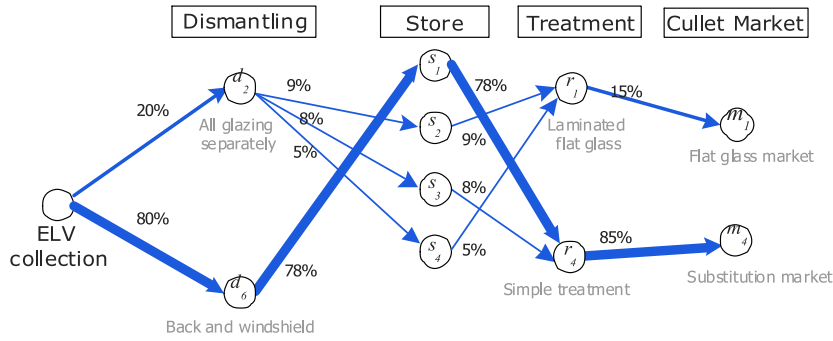 Dismantling
Store
Treatment
Cullet Market
d2
s1
r1
m1
20%
9%
8%
5%
78%
15%
All glazing
separately
s2
9%
Laminated
flat glass
Flat glass market
s3
8%
ELV
collection
80%
78%
s4
5%
r4
85%
m4
d6
Simple treatment
Substitution market
Back and windshield